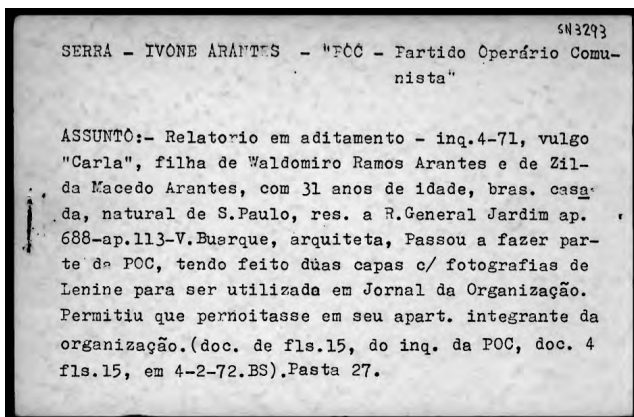 SN3293
SERRA - IVONE ARANTES - "POC - Partido Operário Comu-
nista"
ASSUNTO:- Relatorio em aditamento - inq.4-71, vulgo
"Carla", filha de Waldomiro Ramos Arantes e de Zil-
da Macedo Arantes, com 31 anos de idade, bras. casa-
da, natural de S.Paulo, res. a R.General Jardim ap.
688-ap.113-V.Buarque, arquiteta, Passou a fazer par-
te do POC, tendo feito dúas capas c/ fotografias de
Lenine para ser utilizada em Jornal da Organização.
Permitiu que pernoitasse em seu apart. integrante da
organização.(doc. de fls.15, do inq. da POC, doc. 4
fls.15, em 4-2-72.BS).Pasta 27.